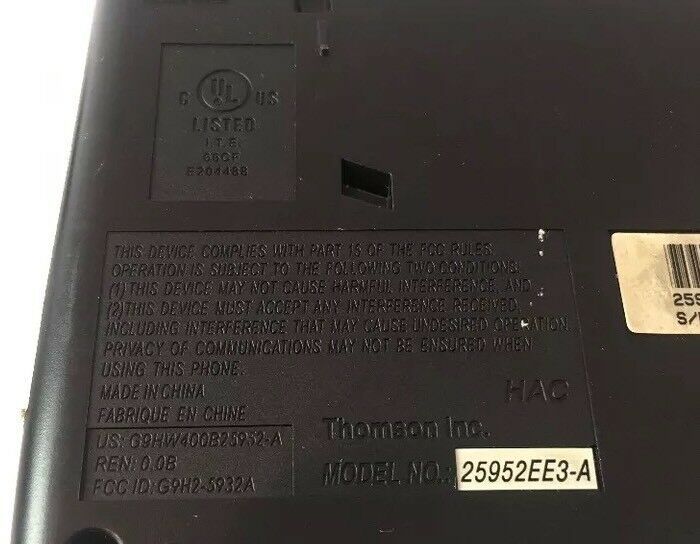 C UL US
LISTED
I.T.E.
66CF
E204488
THIS DEVICE COMPLIES WITH PART 15 OF THE FCC RULES
OPERATION IS SUBJECT TO THE FOLLOWING TWO CONDITIONS:
(1) THIS DEVICE MAY NOT CAUSE HARMFUL INTERFERENCE, AND
(2) THIS DEVICE MUST ACCEPT ANY INTERFERENCE RECEIVED,
INCLUDING INTERFERENCE THAT MAY CAUSE UNDESIRED OPERATION
PRIVACY OF COMMUNICATIONS MAY NOT BE ENSURED WHEN
USING THIS PHONE.
MADE IN CHINA
FABRIQUE EN CHINE
HAC
US: G9HW400B25952-A
REN: 0.0B
FCC ID: G9H2-5932A
Thomson Inc.
MODEL NO.: 25952EE3-A
259
S/